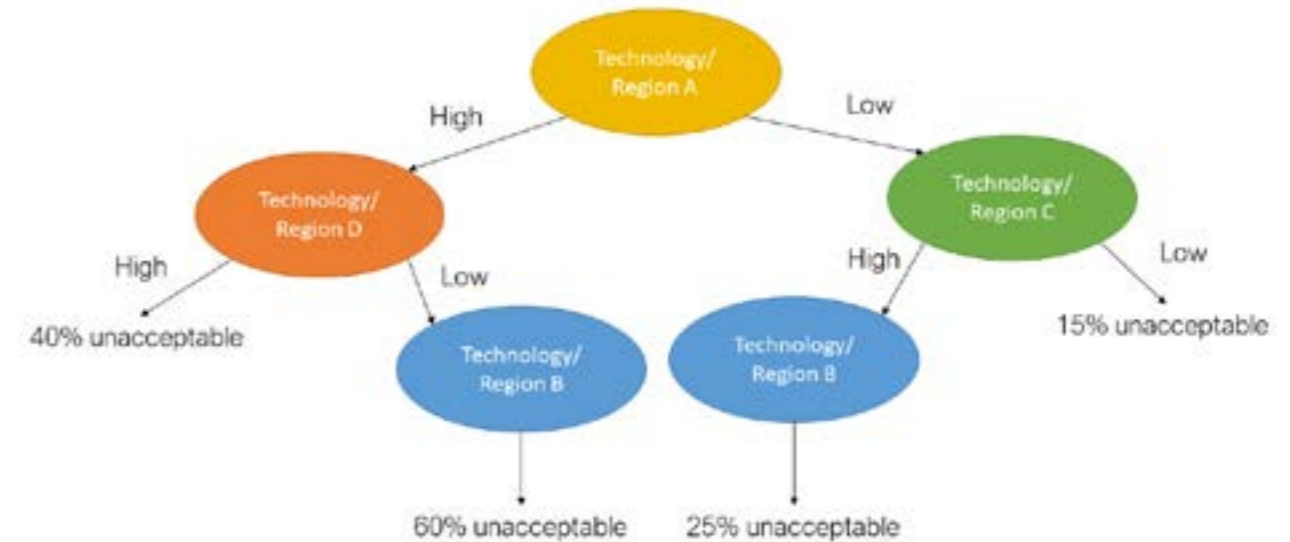 Technology/
Region A
High
Low
Technology/
Region D
Technology/
Region C
High
Low
High
Low
40% unacceptable
15% unacceptable
Technology/
Region B
Technology/
Region B
60% unacceptable
25% unacceptable